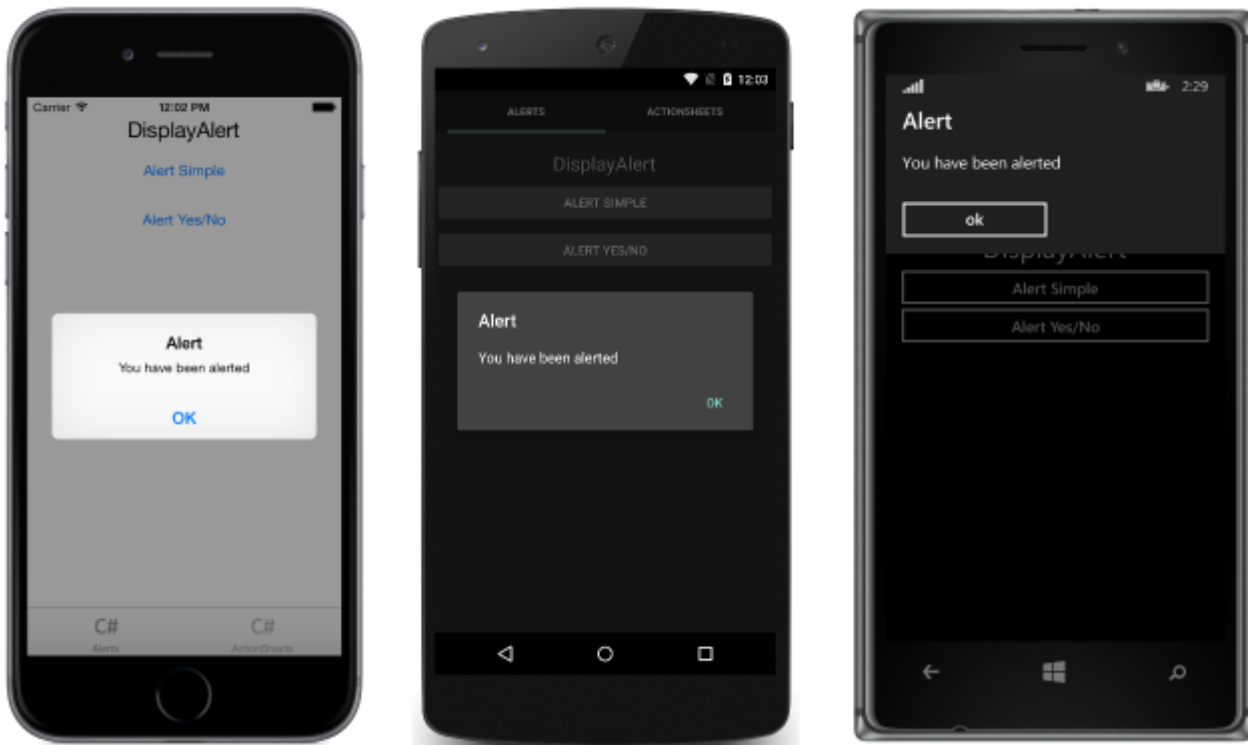 Carrier
12:02 PM
DisplayAlert
Alert Simple
Alert Yes/No
Alert
You have been alerted
OK
C#
Alerts
C#
ActionSheets
12:03
ALERTS
ACTIONSHEETS
DisplayAlert
ALERT SIMPLE
ALERT YES/NO
Alert
You have been alerted
OK
2:29
Alert
You have been alerted
ok
DisplayAlert
Alert Simple
Alert Yes/No